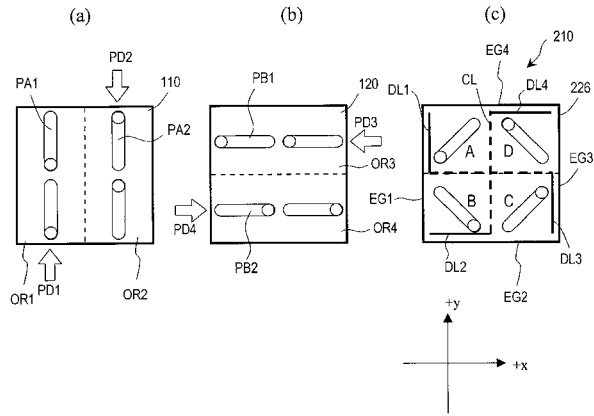 (a) (b) (c)
PD2 EG4 210
PA1 110 PB1 120 DL1 CL DL4 226
PA2 PD3
A D
OR3 EG3
EG1
PD4 B C
OR4
OR1 PD1 OR2 PB2 DL2 EG2 DL3
+y
+x